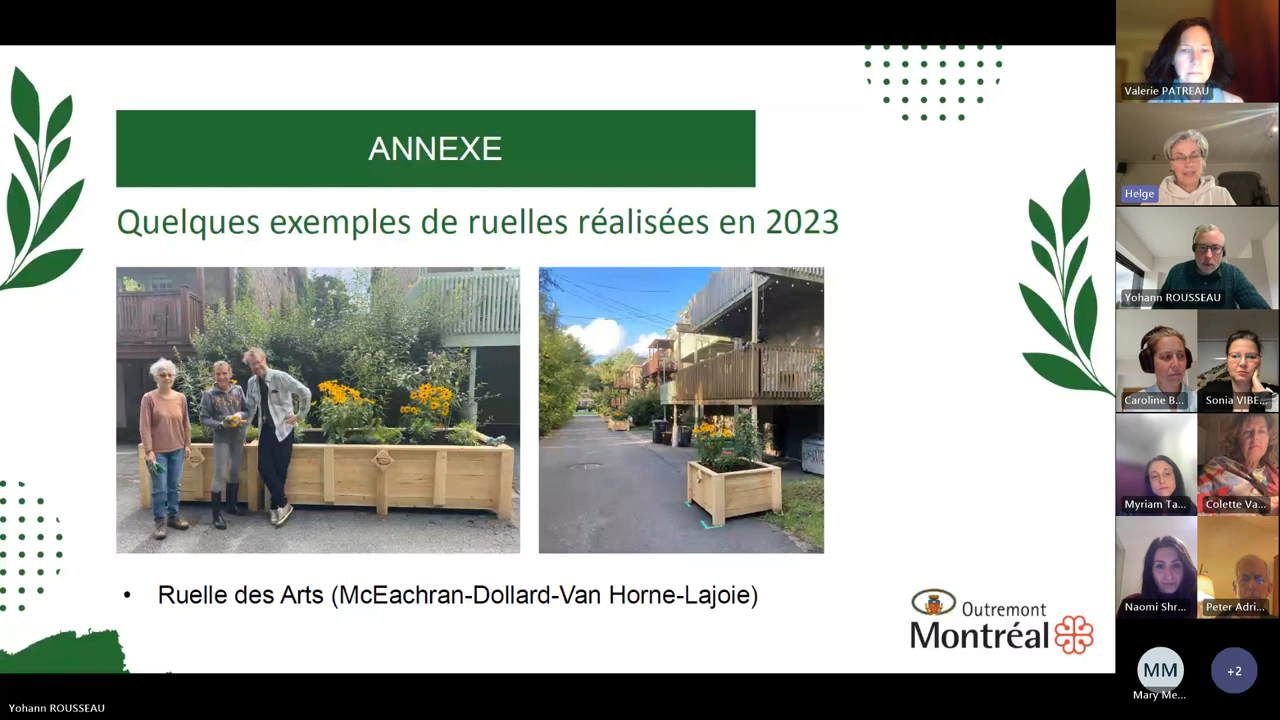 ANNEXE
Quelques exemples de ruelles réalisées en 2023
• Ruelle des Arts (McEachran-Dollard-Van Horne-Lajoie)
Outremont
Montréal
Valerie PATREAU
Helge
Yohann ROUSSEAU
Caroline B...
Sonia VIBE...
Myriam Ta...
Colette Va...
Naomi Shr...
Peter Adri...
MM
Mary Me...
+2
Yohann ROUSSEAU